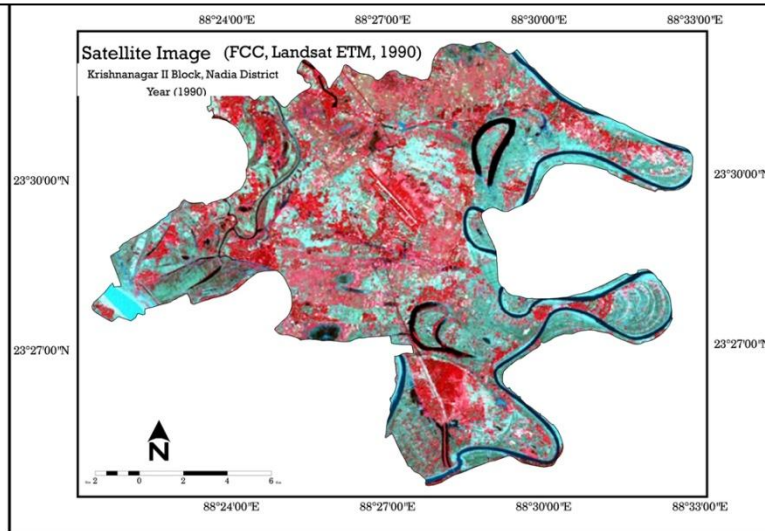 88°24'00"E 88°27'00"E 88°30'00"E 88°33'00"E
Satellite Image (FCC, Landsat ETM, 1990)
Krishnanagar II Block, Nadia District
Year (1990)
23°30'00"N 23°30'00"N
23°27'00"N 23°27'00"N
N
2 0 2 4 6
88°24'00"E 88°27'00"E 88°30'00"E 88°33'00"E